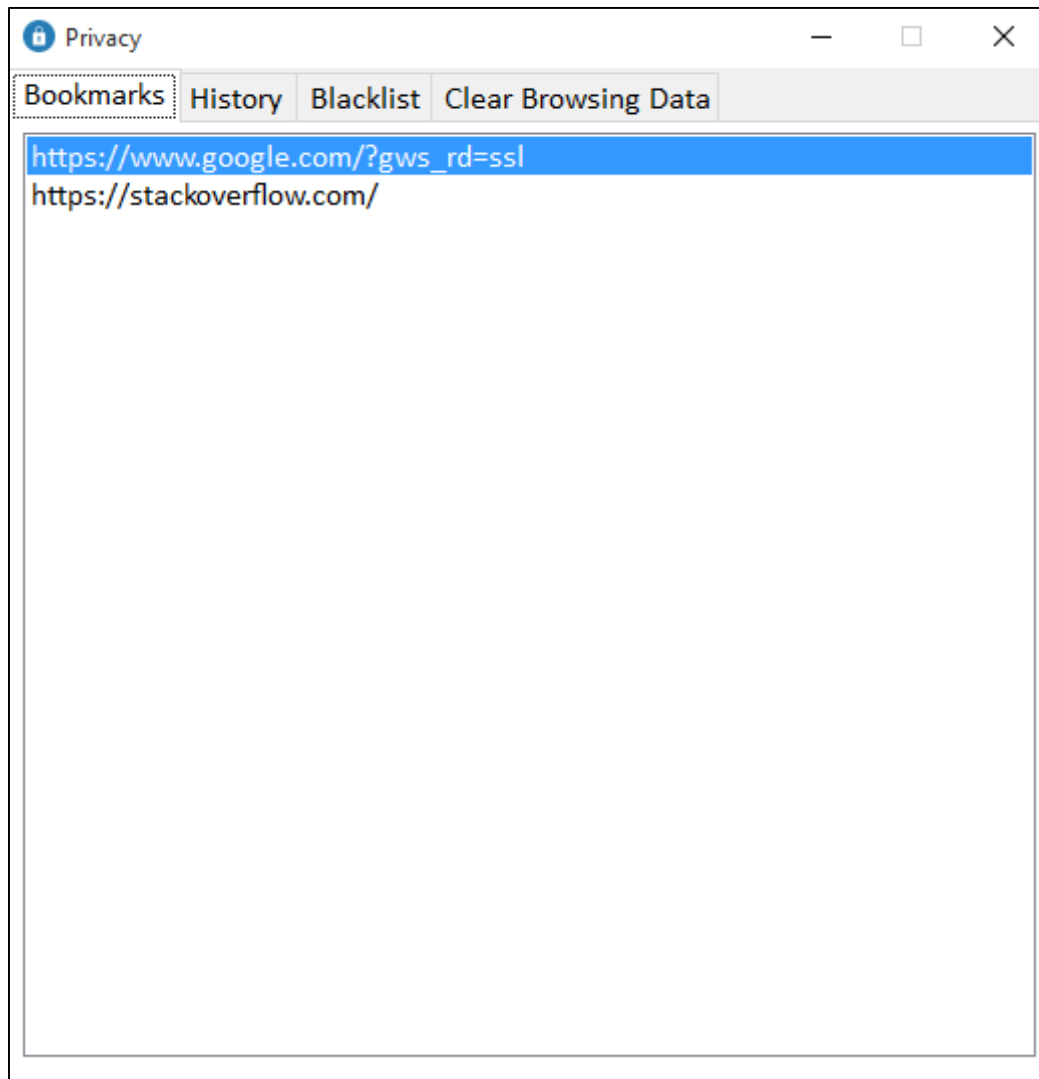 Privacy
Bookmarks History Blacklist Clear Browsing Data
https://www.google.com/?gws_rd=ssl
https://stackoverflow.com/